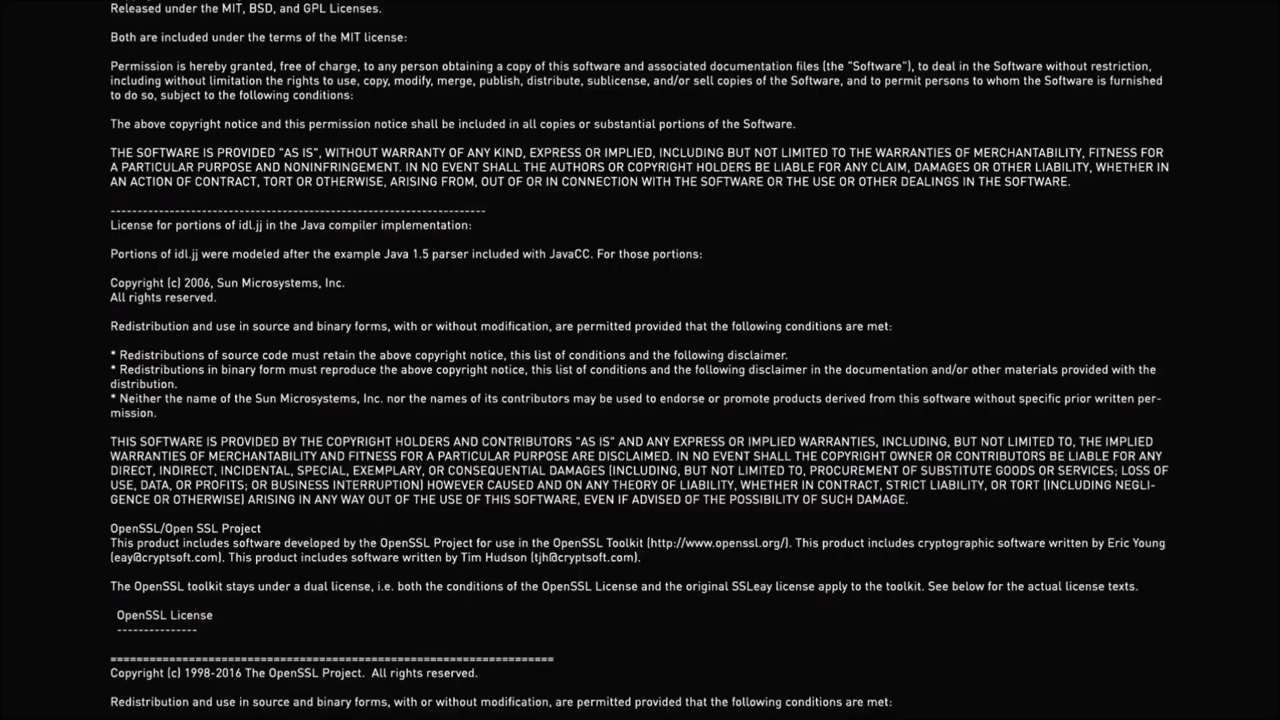 Released under the MIT, BSD, and GPL Licenses.
Both are included under the terms of the MIT license:
Permission is hereby granted, free of charge, to any person obtaining a copy of this software and associated documentation files (the "Software"), to deal in the Software without restriction,
including without limitation the rights to use, copy, modify, merge, publish, distribute, sublicense, and/or sell copies of the Software, and to permit persons to whom the Software is furnished
to do so, subject to the following conditions:
The above copyright notice and this permission notice shall be included in all copies or substantial portions of the Software.
THE SOFTWARE IS PROVIDED "AS IS", WITHOUT WARRANTY OF ANY KIND, EXPRESS OR IMPLIED, INCLUDING BUT NOT LIMITED TO THE WARRANTIES OF MERCHANTABILITY, FITNESS FOR
A PARTICULAR PURPOSE AND NONINFRINGEMENT. IN NO EVENT SHALL THE AUTHORS OR COPYRIGHT HOLDERS BE LIABLE FOR ANY CLAIM, DAMAGES OR OTHER LIABILITY, WHETHER IN
AN ACTION OF CONTRACT, TORT OR OTHERWISE, ARISING FROM, OUT OF OR IN CONNECTION WITH THE SOFTWARE OR THE USE OR OTHER DEALINGS IN THE SOFTWARE.
----------------------------------------------------------------------
License for portions of idl.jj in the Java compiler implementation:
Portions of idl.jj were modeled after the example Java 1.5 parser included with JavaCC. For those portions:
Copyright (c) 2006, Sun Microsystems, Inc.
All rights reserved.
Redistribution and use in source and binary forms, with or without modification, are permitted provided that the following conditions are met:
* Redistributions of source code must retain the above copyright notice, this list of conditions and the following disclaimer.
* Redistributions in binary form must reproduce the above copyright notice, this list of conditions and the following disclaimer in the documentation and/or other materials provided with the
distribution.
* Neither the name of the Sun Microsystems, Inc. nor the names of its contributors may be used to endorse or promote products derived from this software without specific prior written per-
mission.
THIS SOFTWARE IS PROVIDED BY THE COPYRIGHT HOLDERS AND CONTRIBUTORS "AS IS" AND ANY EXPRESS OR IMPLIED WARRANTIES, INCLUDING, BUT NOT LIMITED TO, THE IMPLIED
WARRANTIES OF MERCHANTABILITY AND FITNESS FOR A PARTICULAR PURPOSE ARE DISCLAIMED. IN NO EVENT SHALL THE COPYRIGHT OWNER OR CONTRIBUTORS BE LIABLE FOR ANY
DIRECT, INDIRECT, INCIDENTAL, SPECIAL, EXEMPLARY, OR CONSEQUENTIAL DAMAGES (INCLUDING, BUT NOT LIMITED TO, PROCUREMENT OF SUBSTITUTE GOODS OR SERVICES; LOSS OF
USE, DATA, OR PROFITS; OR BUSINESS INTERRUPTION) HOWEVER CAUSED AND ON ANY THEORY OF LIABILITY, WHETHER IN CONTRACT, STRICT LIABILITY, OR TORT (INCLUDING NEGLI-
GENCE OR OTHERWISE) ARISING IN ANY WAY OUT OF THE USE OF THIS SOFTWARE, EVEN IF ADVISED OF THE POSSIBILITY OF SUCH DAMAGE.
OpenSSL/Open SSL Project
This product includes software developed by the OpenSSL Project for use in the OpenSSL Toolkit (http://www.openssl.org/). This product includes cryptographic software written by Eric Young
(eay@cryptsoft.com). This product includes software written by Tim Hudson (tjh@cryptsoft.com).
The OpenSSL toolkit stays under a dual license, i.e. both the conditions of the OpenSSL License and the original SSLeay license apply to the toolkit. See below for the actual license texts.
OpenSSL License
---------------
====================================================================
Copyright (c) 1998-2016 The OpenSSL Project.  All rights reserved.
Redistribution and use in source and binary forms, with or without modification, are permitted provided that the following conditions are met: